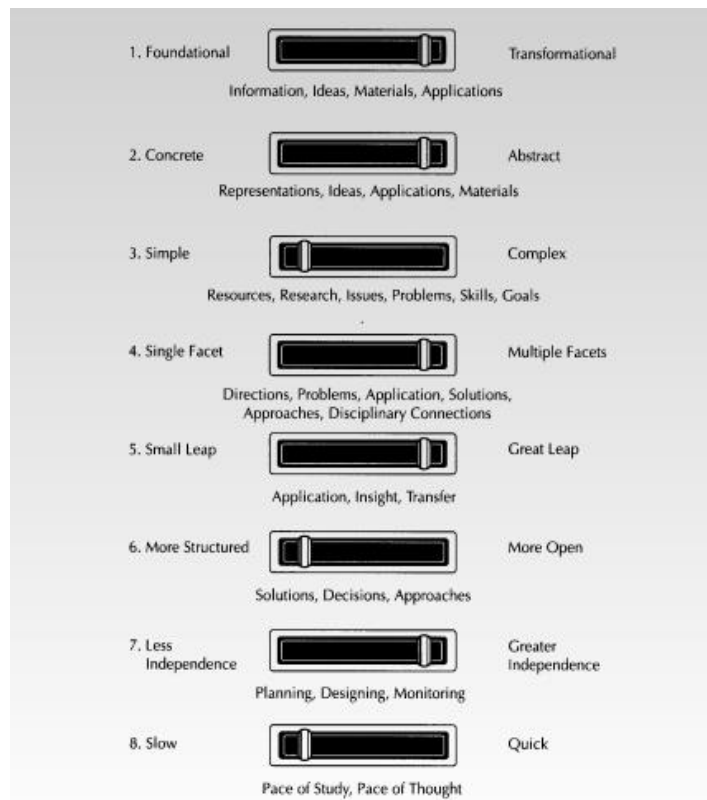 1. Foundational Transformational
Information, Ideas, Materials, Applications
2. Concrete Abstract
Representations, Ideas, Applications, Materials
3. Simple Complex
Resources, Research, Issues, Problems, Skills, Goals
4. Single Facet Multiple Facets
Directions, Problems, Application, Solutions,
Approaches, Disciplinary Connections
5. Small Leap Great Leap
Application, Insight, Transfer
6. More Structured More Open
Solutions, Decisions, Approaches
7. Less Greater
Independence Independence
Planning, Designing, Monitoring
8. Slow Quick
Pace of Study, Pace of Thought